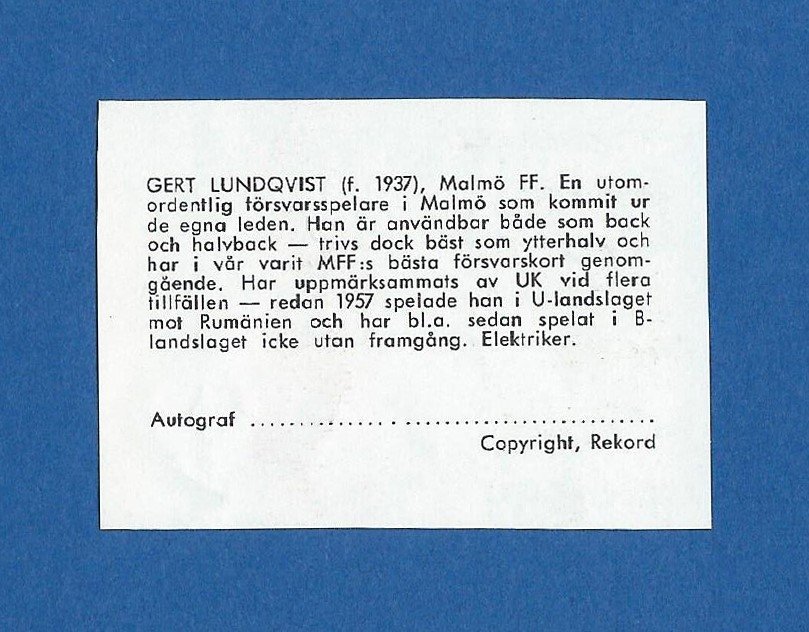 GERT LUNDQVIST (f. 1937), Malmö FF. En utom-
ordentlig försvarsspelare i Malmö som kommit ur
de egna leden. Han är användbar både som back
och halvback — trivs dock bäst som ytterhalv och
har i vår varit MFF:s bästa försvarskort genom-
gående. Har uppmärksammats av UK vid flera
tillfällen — redan 1957 spelade han i U-landslaget
mot Rumänien och har bl.a. sedan spelat i B-
landslaget icke utan framgång. Elektriker.
Autograf ........................................
Copyright, Rekord